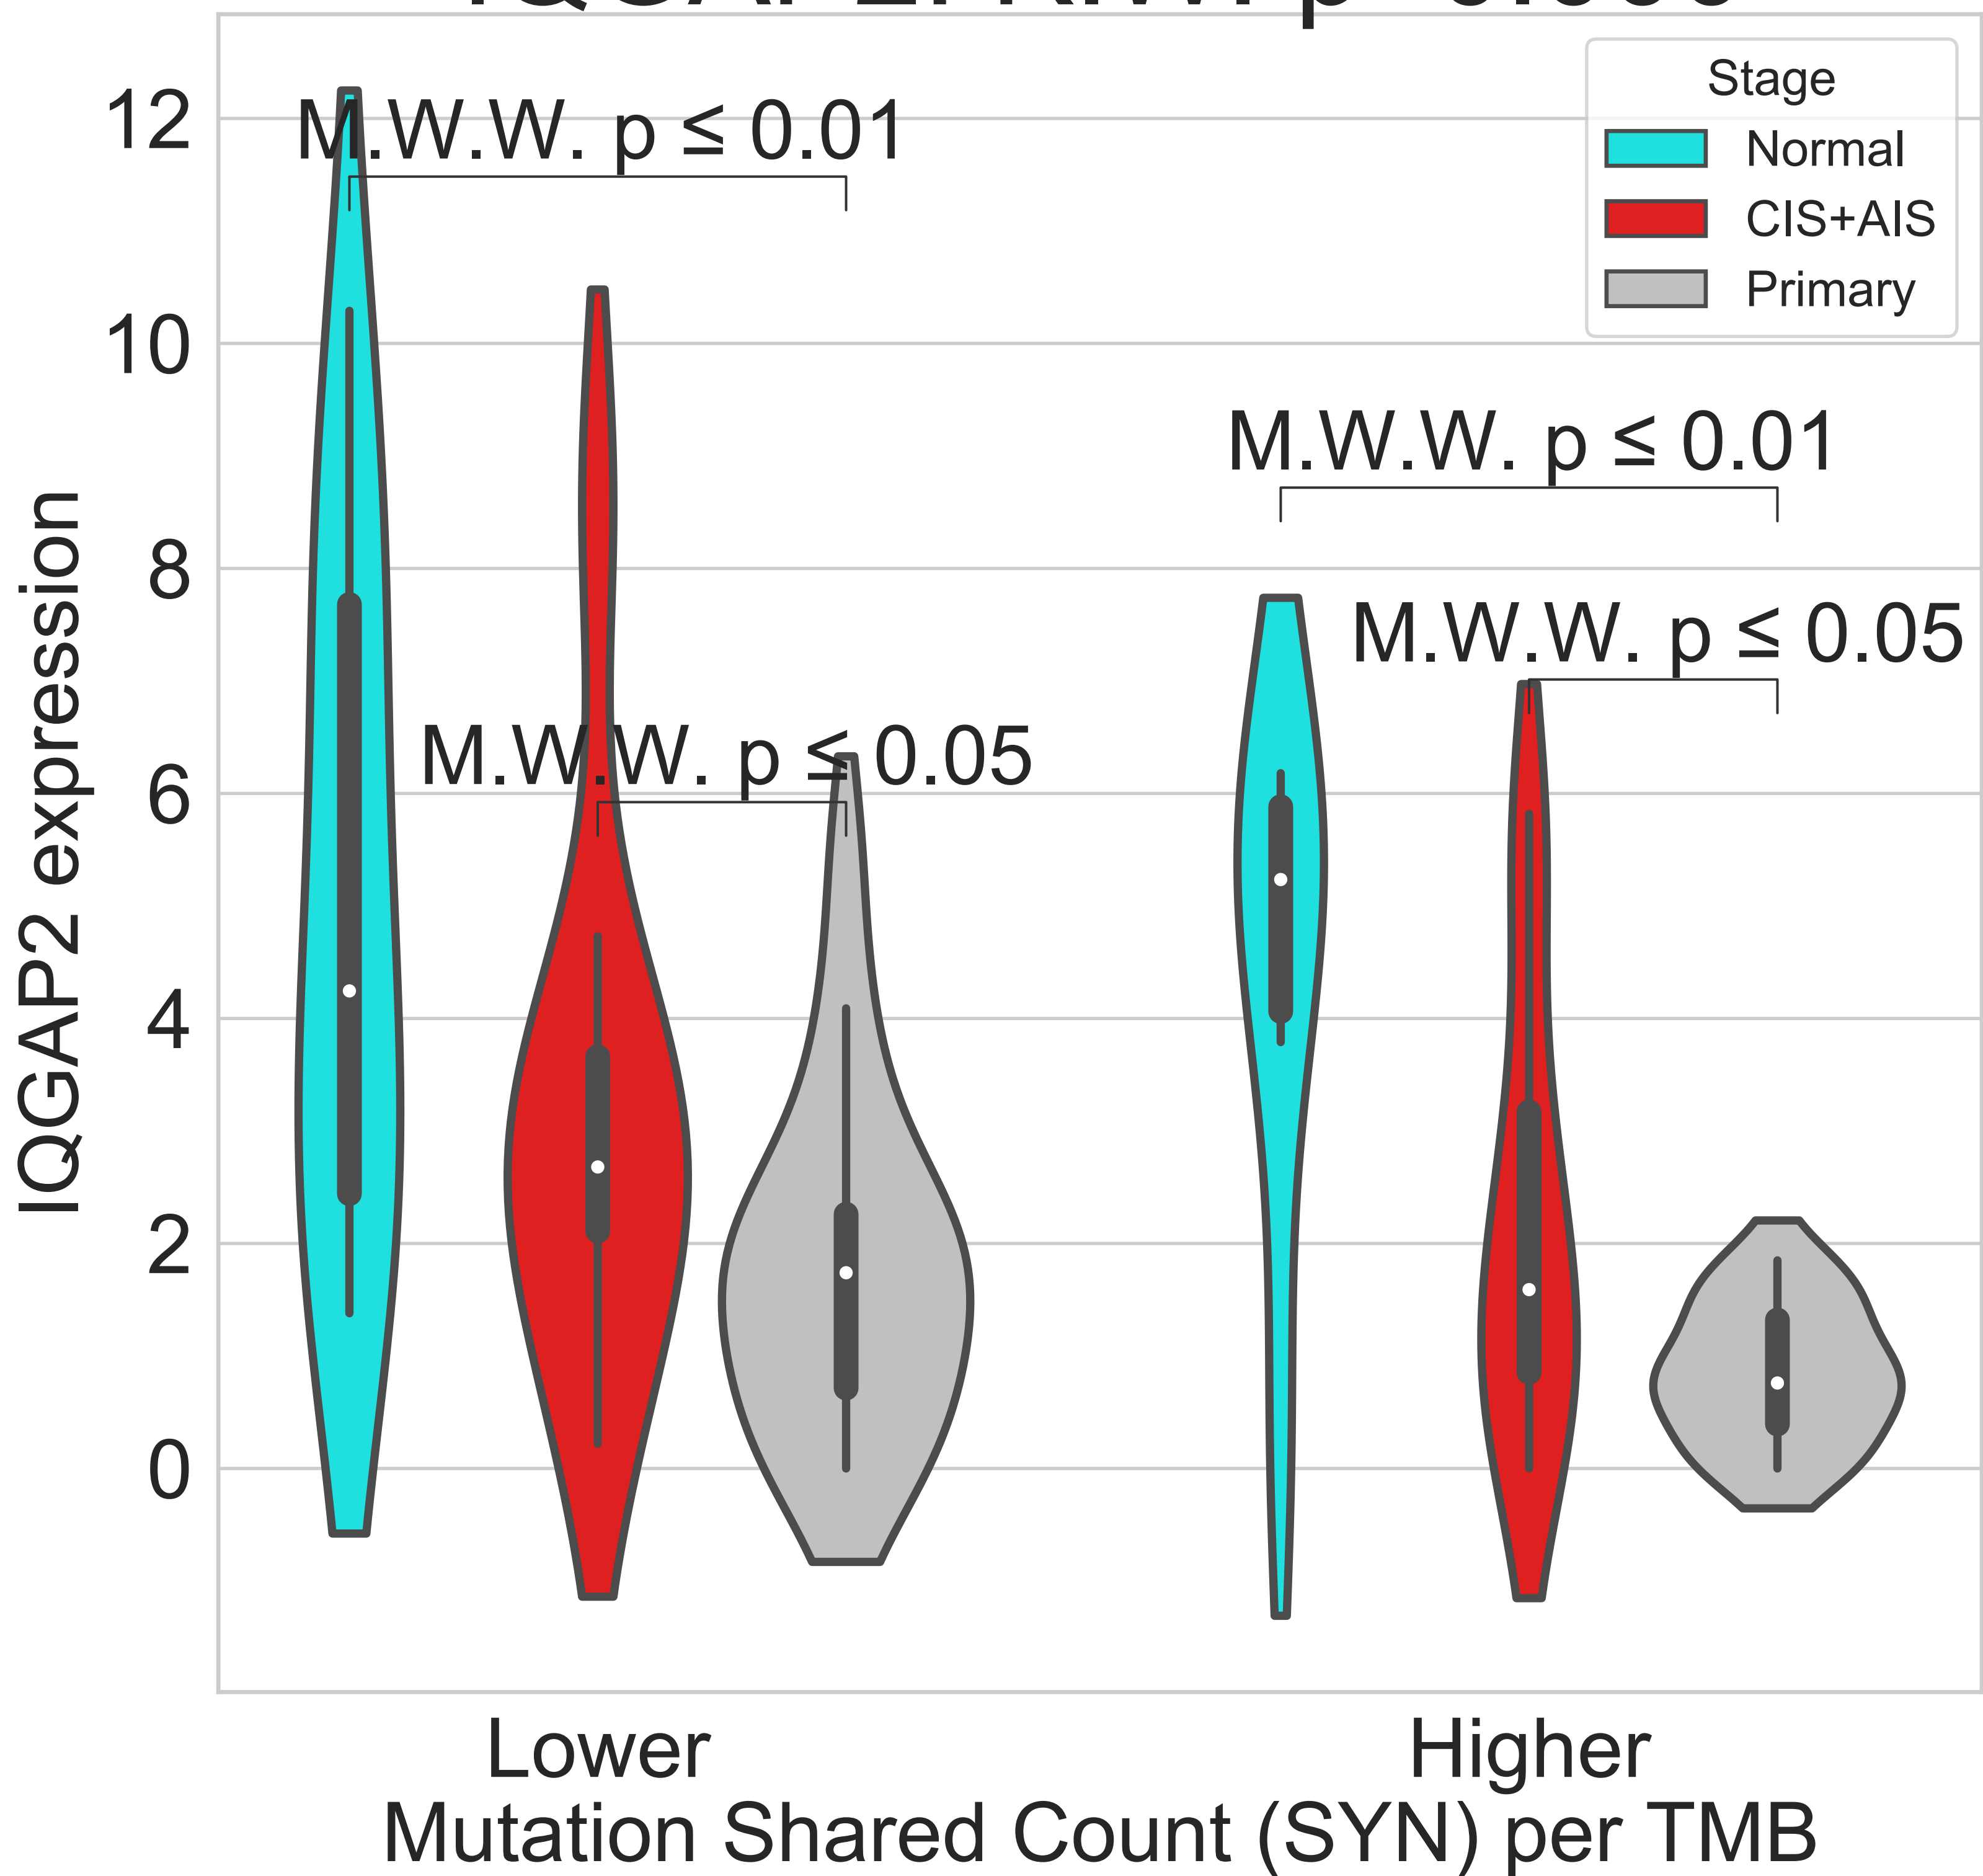 Stage
Normal
CIS+AIS
Primary
M.W.W. p ≤ 0.01
M.W.W. p ≤ 0.01
M.W.W. p ≤ 0.05
M.W.W. p ≤ 0.05
12
10
8
6
4
2
0
IQGAP2 expression
Lower
Higher
Mutation Shared Count (SYN) per TMB